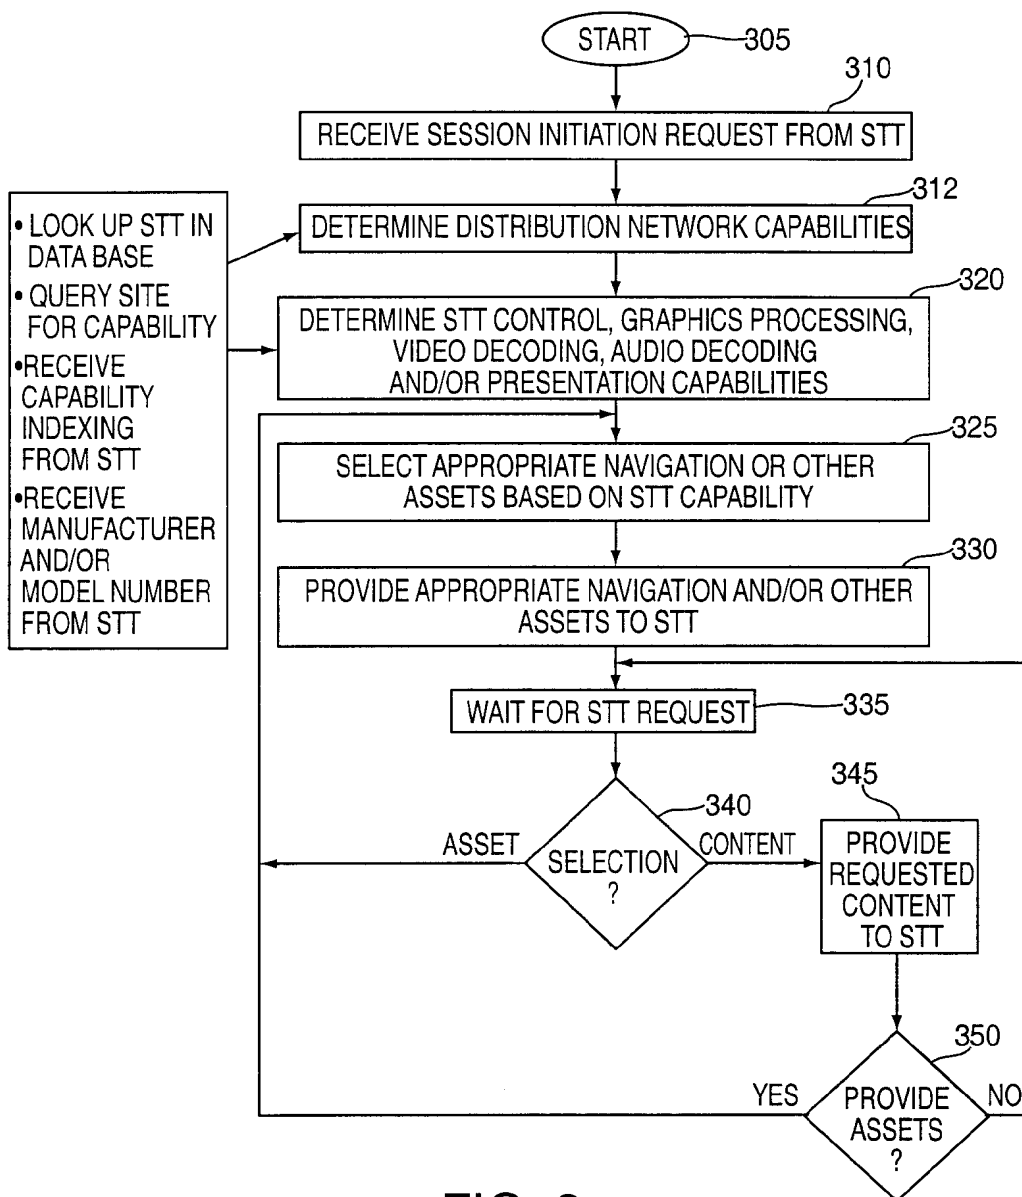 START
305
310
RECEIVE SESSION INITIATION REQUEST FROM STT
312
DETERMINE DISTRIBUTION NETWORK CAPABILITIES
• LOOK UP STT IN
DATA BASE
• QUERY SITE
FOR CAPABILITY
•RECEIVE
CAPABILITY
INDEXING
FROM STT
•RECEIVE
MANUFACTURER
AND/OR
MODEL NUMBER
FROM STT
320
DETERMINE STT CONTROL, GRAPHICS PROCESSING,
VIDEO DECODING, AUDIO DECODING
AND/OR PRESENTATION CAPABILITIES
325
SELECT APPROPRIATE NAVIGATION OR OTHER
ASSETS BASED ON STT CAPABILITY
330
PROVIDE APPROPRIATE NAVIGATION AND/OR OTHER
ASSETS TO STT
WAIT FOR STT REQUEST
335
340
ASSET
SELECTION
?
CONTENT
345
PROVIDE
REQUESTED
CONTENT
TO STT
350
YES
PROVIDE
ASSETS
?
NO